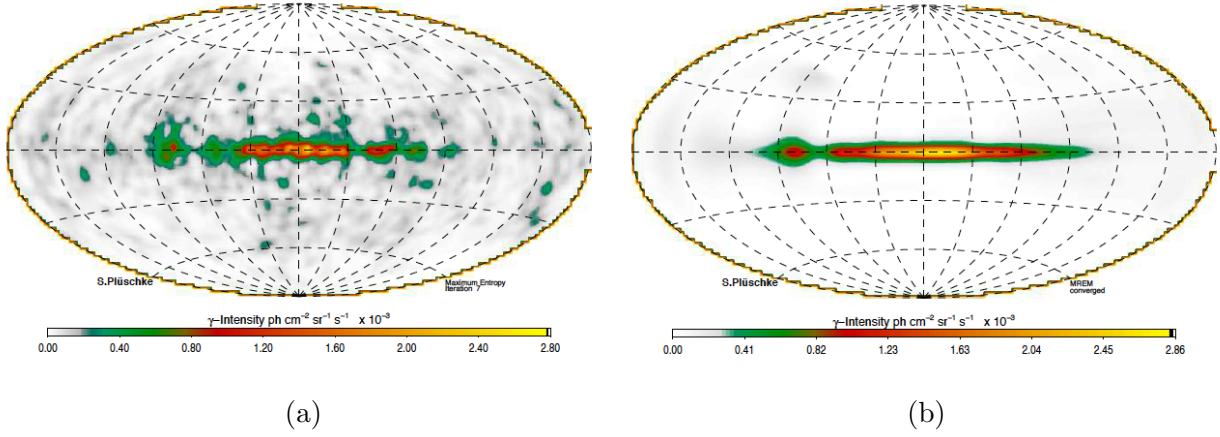 S.Plüschke
Maximum Entropy
Iteration 7
γ−Intensity ph cm⁻² sr⁻¹ s⁻¹ x 10⁻³
0.00 0.40 0.80 1.20 1.60 2.00 2.40 2.80
(a)
S.Plüschke
MREM
converged
γ−Intensity ph cm⁻² sr⁻¹ s⁻¹ x 10⁻³
0.00 0.41 0.82 1.23 1.63 2.04 2.45 2.86
(b)